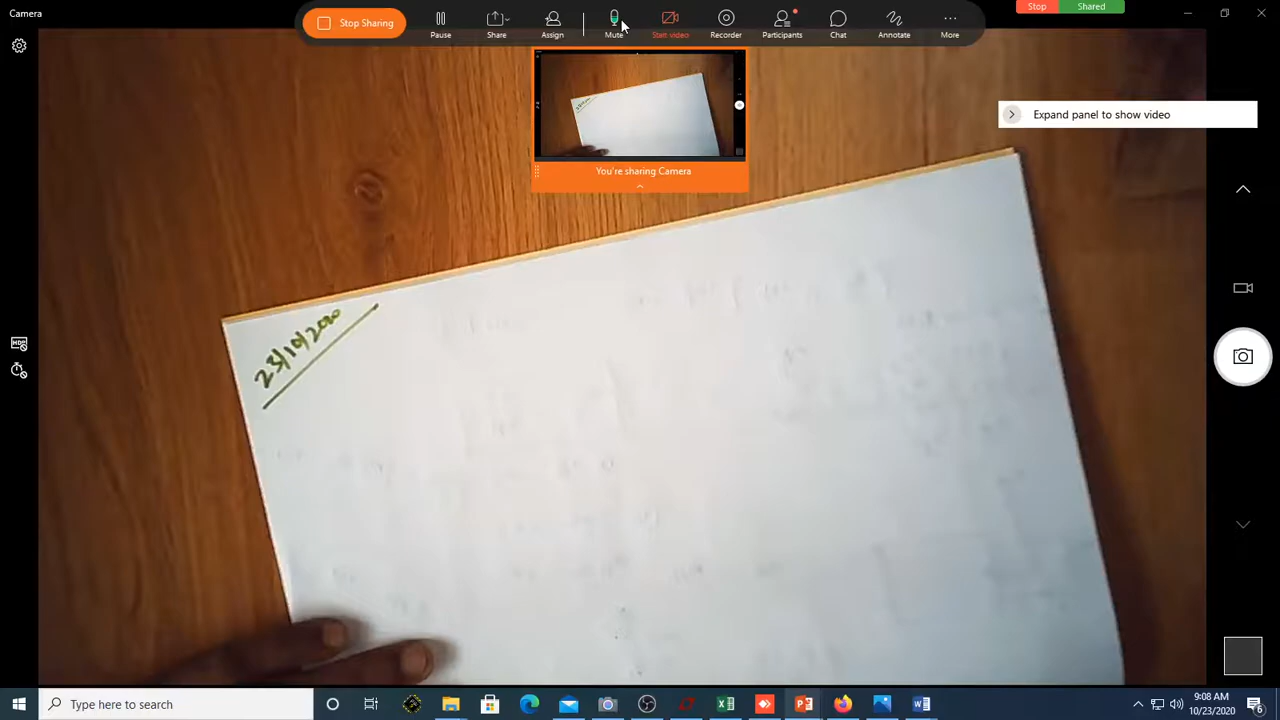 Camera
Stop Sharing
Pause
Share
Assign
Mute
Start video
Recorder
Participants
Chat
Annotate
More
Stop
Shared
Expand panel to show video
You're sharing Camera
23/10/2020
HDR
Type here to search
9:08 AM
10/23/2020